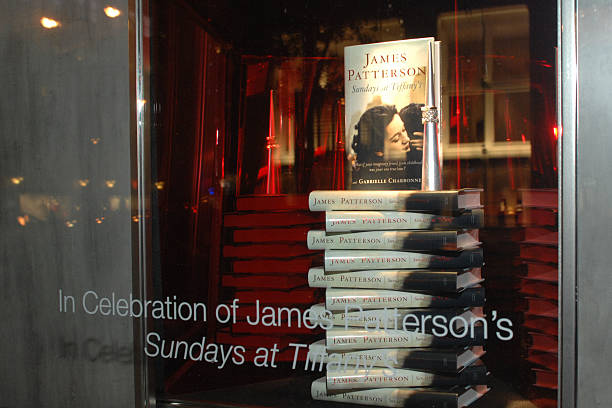 JAMES
PATTERSON
Sundays at Tiffany's
GABRIELLE CHARBONNET
JAMES PATTERSON
JAMES PATTERSON
JAMES PATTERSON
JAMES PATTERSON
JAMES PATTERSON
JAMES PATTERSON
In Celebration of James Patterson's
Sundays at Tiffany's
JAMES PATTERSON
JAMES PATTERSON
JAMES PATTERSON
JAMES PATTERSON